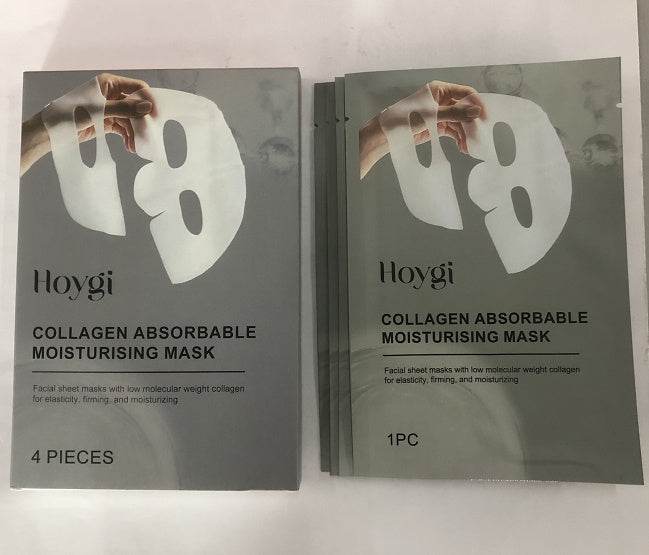 Hoygi
COLLAGEN ABSORBABLE
MOISTURISING MASK
Facial sheet masks with low molecular weight collagen
for elasticity, firming, and moisturizing
4 PIECES
Hoygi
COLLAGEN ABSORBABLE
MOISTURISING MASK
Facial sheet masks with low molecular weight collagen
for elasticity, firming, and moisturizing
1PC